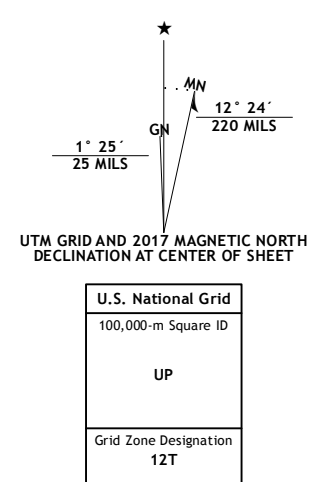 ★
MN
12° 24´
220 MILS
GN
1° 25´
25 MILS
UTM GRID AND 2017 MAGNETIC NORTH
DECLINATION AT CENTER OF SHEET
U.S. National Grid
100,000-m Square ID
UP
Grid Zone Designation
12T